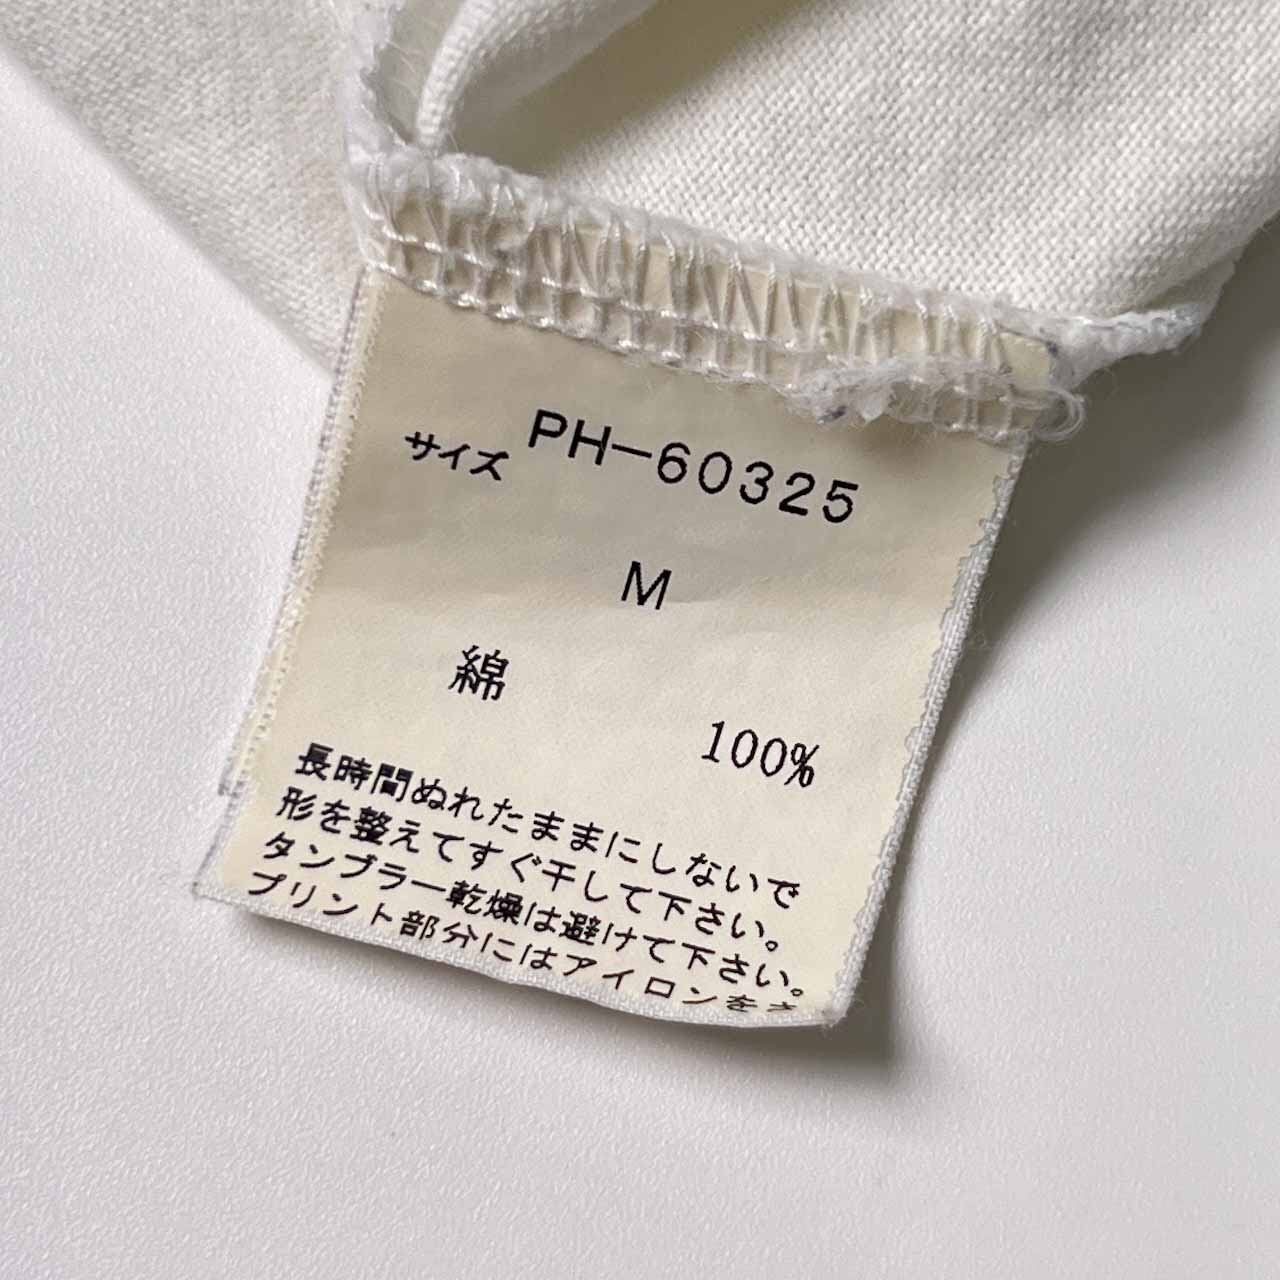 PH-60325
サイズ
M
綿
100%
長時間ぬれたままにしないで
形を整えてすぐ干して下さい。
タンブラー乾燥は避けて下さい。
プリント部分にはアイロンを